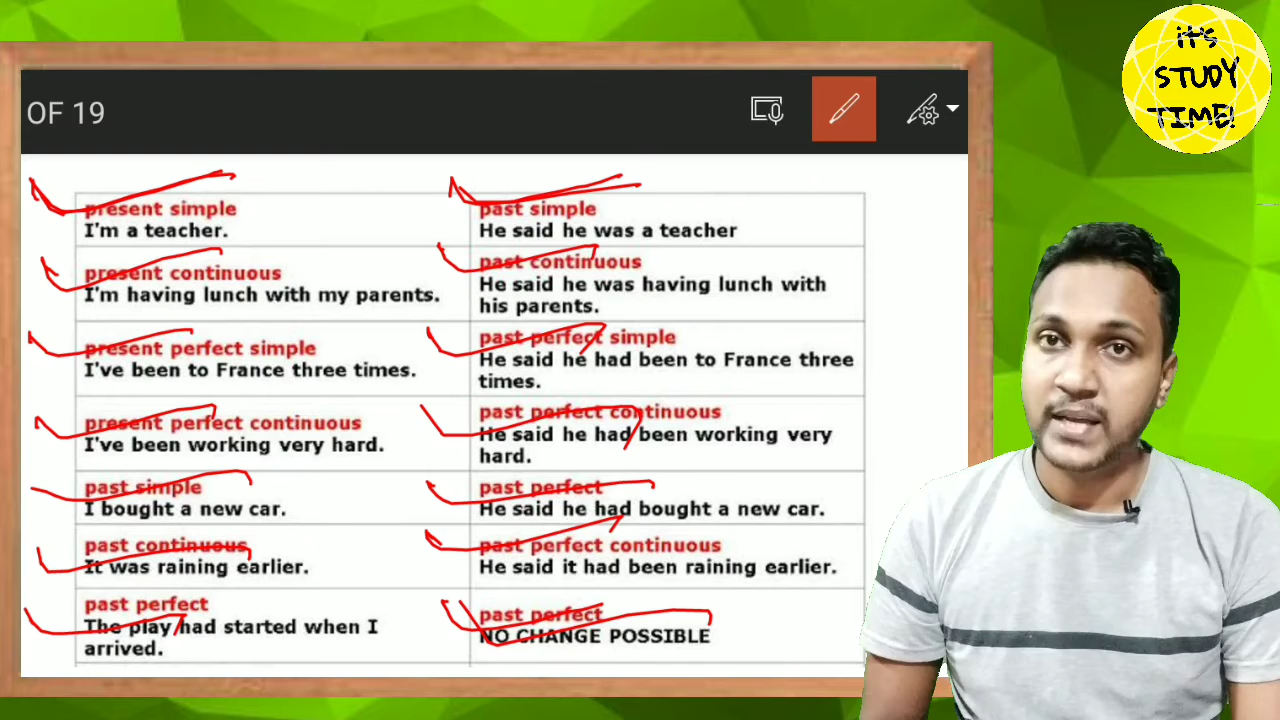 iT's
STUDY
TIME!
OF 19
present simple
I'm a teacher.
past simple
He said he was a teacher
present continuous
I'm having lunch with my parents.
past continuous
He said he was having lunch with
his parents.
present perfect simple
I've been to France three times.
past perfect simple
He said he had been to France three
times.
present perfect continuous
I've been working very hard.
past perfect continuous
He said he had been working very
hard.
past simple
I bought a new car.
past perfect
He said he had bought a new car.
past continuous
It was raining earlier.
past perfect continuous
He said it had been raining earlier.
past perfect
The play had started when I
arrived.
past perfect
NO CHANGE POSSIBLE